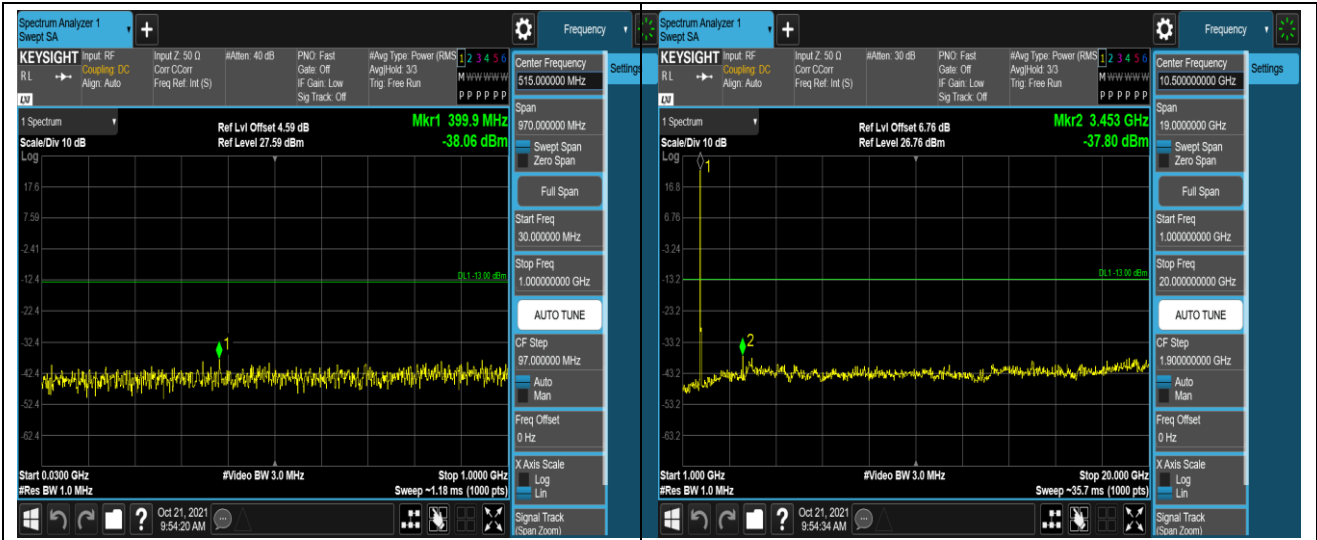 Spectrum Analyzer 1
Swept SA
Frequency
KEYSIGHT
RL
LXI
Input: RF
Coupling: DC
Align: Auto
Input Z: 50 Ω
Corr CCorr
Freq Ref: Int (S)
#Atten: 40 dB
PNO: Fast
Gate: Off
IF Gain: Low
Sig Track: Off
#Avg Type: Power (RMS
Avg|Hold: 3/3
Trig: Free Run
1 2 3 4 5 6
M W W W W W
P P P P P P
Center Frequency
515.000000 MHz
Settings
Span
970.000000 MHz
Swept Span
Zero Span
Full Span
Start Freq
30.000000 MHz
Stop Freq
1.000000000 GHz
AUTO TUNE
CF Step
97.000000 MHz
Auto
Man
Freq Offset
0 Hz
X Axis Scale
Log
Lin
Signal Track
(Span Zoom)
1 Spectrum
Scale/Div 10 dB
Log
Ref Lvl Offset 4.59 dB
Ref Level 27.59 dBm
Mkr1 399.9 MHz
-38.06 dBm
17.6
7.59
-2.41
DL1 -13.00 dBm
-12.4
-22.4
-32.4
1
-42.4
-52.4
-62.4
Start 0.0300 GHz
#Res BW 1.0 MHz
#Video BW 3.0 MHz
Stop 1.0000 GHz
Sweep ~1.18 ms (1000 pts)
?
Oct 21, 2021
9:54:20 AM
Spectrum Analyzer 1
Swept SA
Frequency
KEYSIGHT
RL
LXI
Input: RF
Coupling: DC
Align: Auto
Input Z: 50 Ω
Corr CCorr
Freq Ref: Int (S)
#Atten: 30 dB
PNO: Fast
Gate: Off
IF Gain: Low
Sig Track: Off
#Avg Type: Power (RMS
Avg|Hold: 3/3
Trig: Free Run
1 2 3 4 5 6
M W W W W W
P P P P P P
Center Frequency
10.500000000 GHz
Settings
Span
19.0000000 GHz
Swept Span
Zero Span
Full Span
Start Freq
1.000000000 GHz
Stop Freq
20.000000000 GHz
AUTO TUNE
CF Step
1.900000000 GHz
Auto
Man
Freq Offset
0 Hz
X Axis Scale
Log
Lin
Signal Track
(Span Zoom)
1 Spectrum
Scale/Div 10 dB
Log
Ref Lvl Offset 6.76 dB
Ref Level 26.76 dBm
Mkr2 3.453 GHz
-37.80 dBm
1
16.8
6.76
-3.24
DL1 -13.00 dBm
-13.2
-23.2
-33.2
2
-43.2
-53.2
-63.2
Start 1.000 GHz
#Res BW 1.0 MHz
#Video BW 3.0 MHz
Stop 20.000 GHz
Sweep ~35.7 ms (1000 pts)
?
Oct 21, 2021
9:54:34 AM